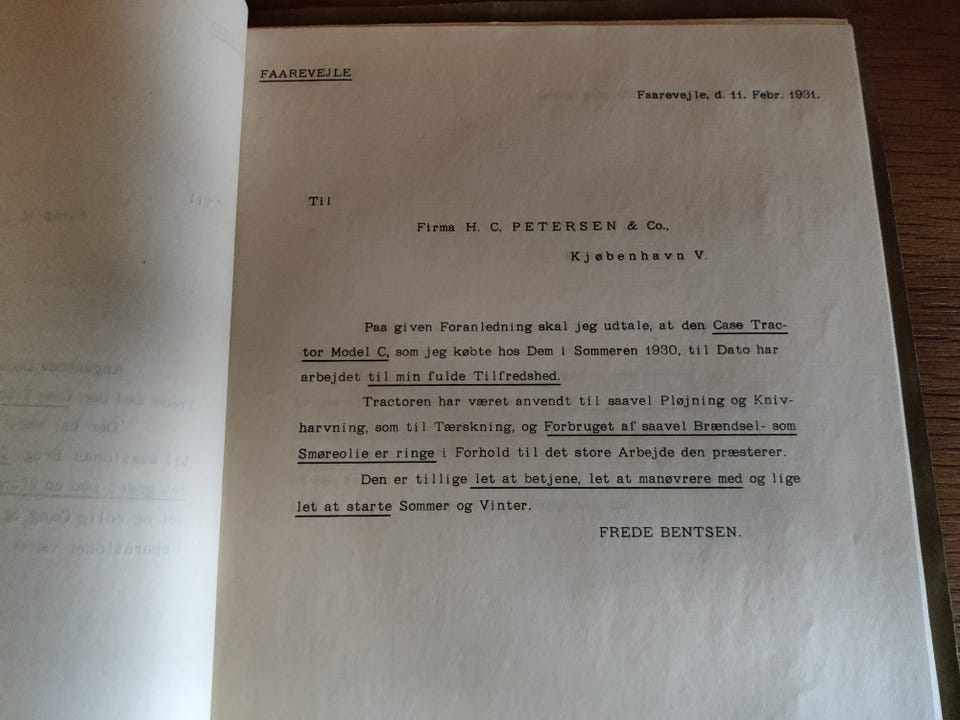 FAAREVEJLE
Faarevejle, d. 11. Febr. 1931.
Til
Firma H. C. PETERSEN & Co.,
Kjøbenhavn V.
Paa given Foranledning skal jeg udtale, at den Case Trac-
tor Model C, som jeg købte hos Dem i Sommeren 1930, til Dato har
arbejdet til min fulde Tilfredshed.
Tractoren har været anvendt til saavel Pløjning og Kniv-
harvning, som til Tærskning, og Forbruget af saavel Brændsel- som
Smøreolie er ringe i Forhold til det store Arbejde den præsterer.
Den er tillige let at betjene, let at manøvrere med og lige
let at starte Sommer og Vinter.
FREDE BENTSEN.